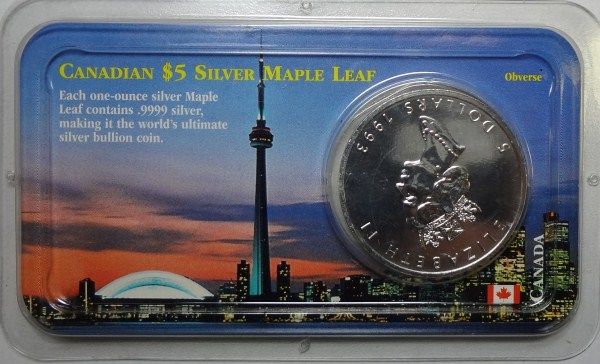 CANADIAN $5 SILVER MAPLE LEAF
Obverse
Each one-ounce silver Maple
Leaf contains .9999 silver,
making it the world's ultimate
silver bullion coin.
ELIZABETH II
5 DOLLARS 1993
CANADA